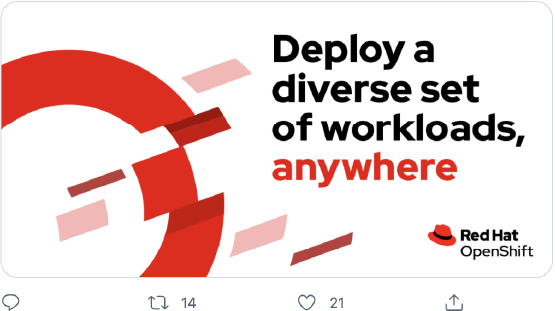 Deploy a
diverse set
of workloads,
anywhere
Red Hat
OpenShift
14
21